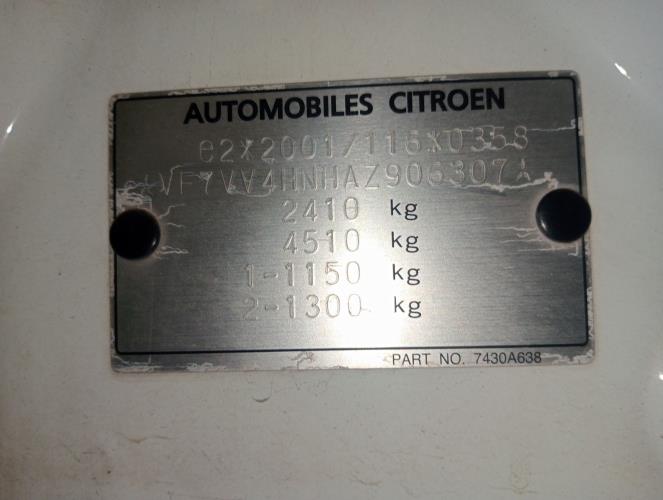 AUTOMOBILES CITROEN
e2*2001/116*0358
*VF7VV4HNHAZ906307*
2410 kg
4510 kg
1-1150 kg
2-1300 kg
PART NO. 7430A638